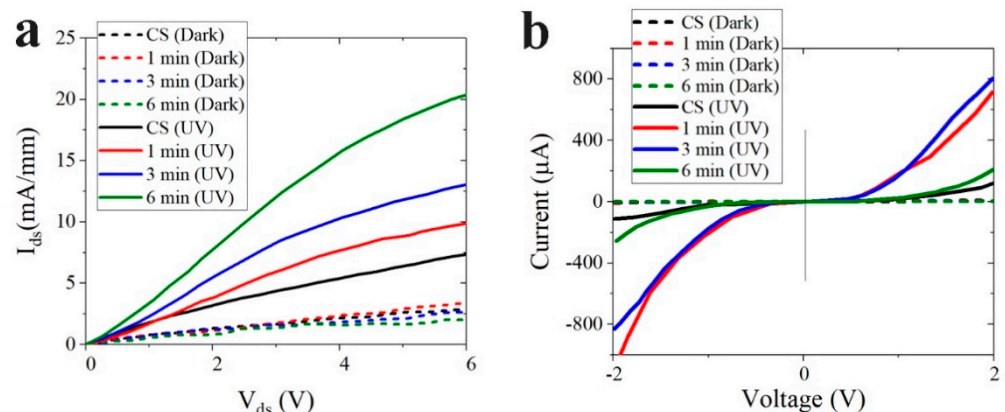 a
25
20
15
10
5
0
I_ds(mA/mm)
CS (Dark)
1 min (Dark)
3 min (Dark)
6 min (Dark)
CS (UV)
1 min (UV)
3 min (UV)
6 min (UV)
0 2 4 6
V_ds (V)
b
800
400
0
-400
-800
Current (μA)
CS (Dark)
1 min (Dark)
3 min (Dark)
6 min (Dark)
CS (UV)
1 min (UV)
3 min (UV)
6 min (UV)
-2 0 2
Voltage (V)